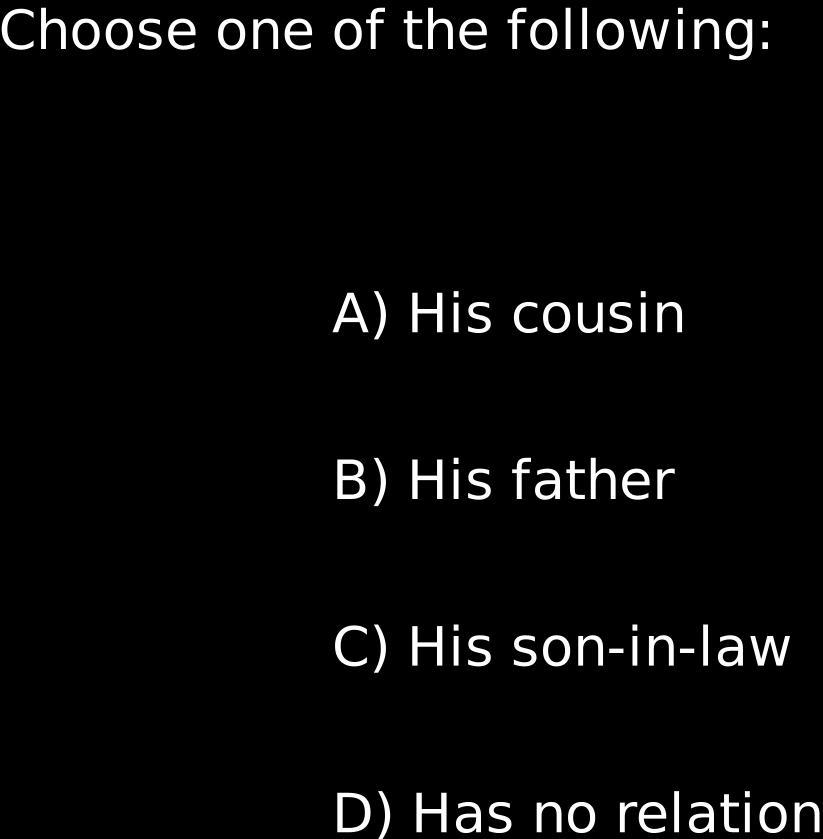 Choose one of the following:
A) His cousin
B) His father
C) His son-in-law
D) Has no relation